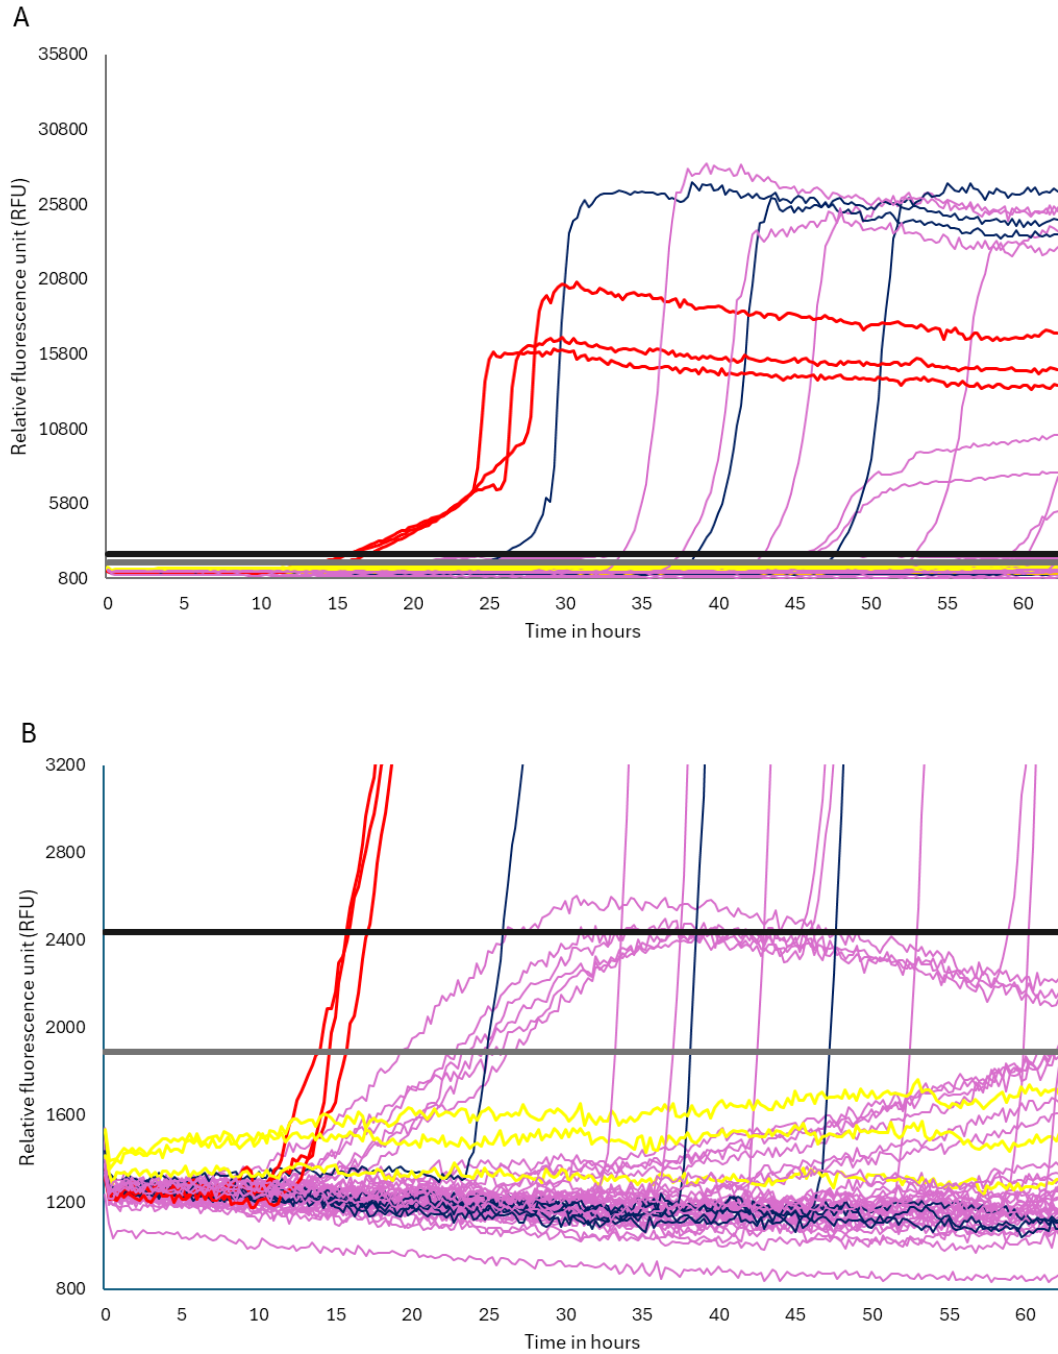 A
35800
30800
25800
20800
15800
10800
5800
800
Relative fluorescence unit (RFU)
0 5 10 15 20 25 30 35 40 45 50 55 60
Time in hours
B
3200
2800
2400
2000
1600
1200
800
Relative fluorescence unit (RFU)
0 5 10 15 20 25 30 35 40 45 50 55 60
Time in hours